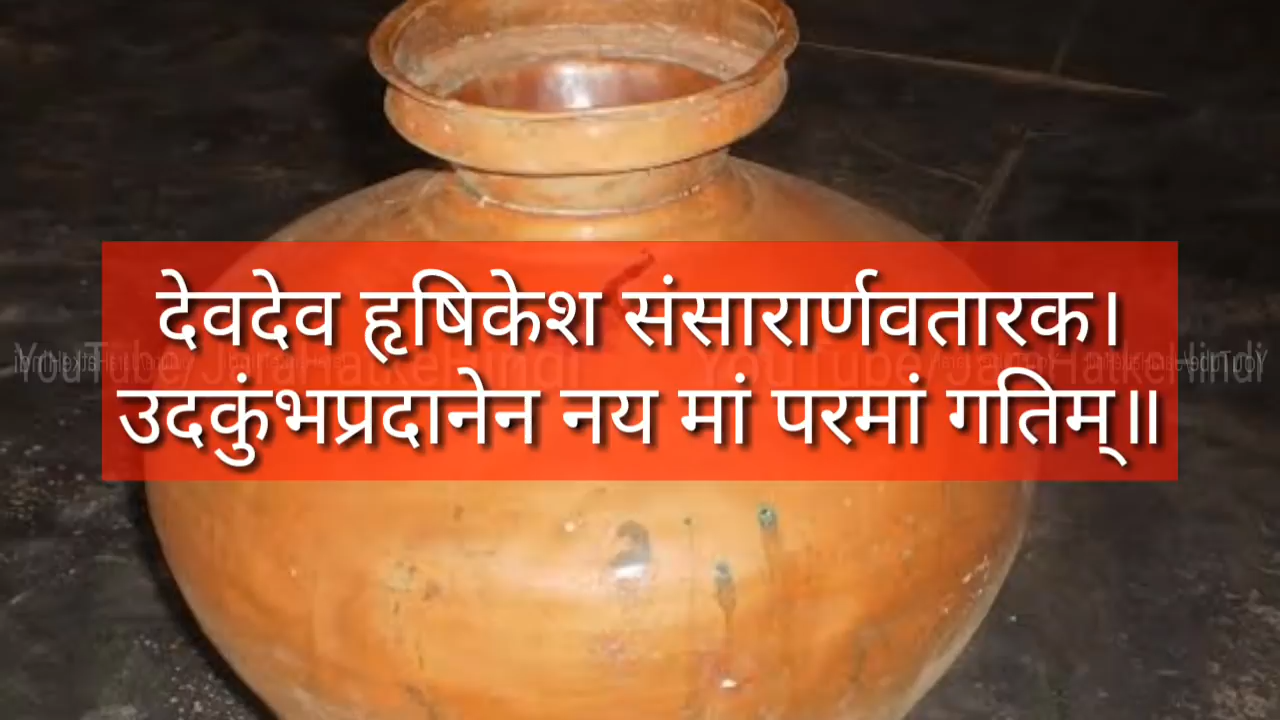 देवदेव हृषिकेश संसारार्णवतारक।
उदकुंभप्रदानेन नय मां परमां गतिम्॥